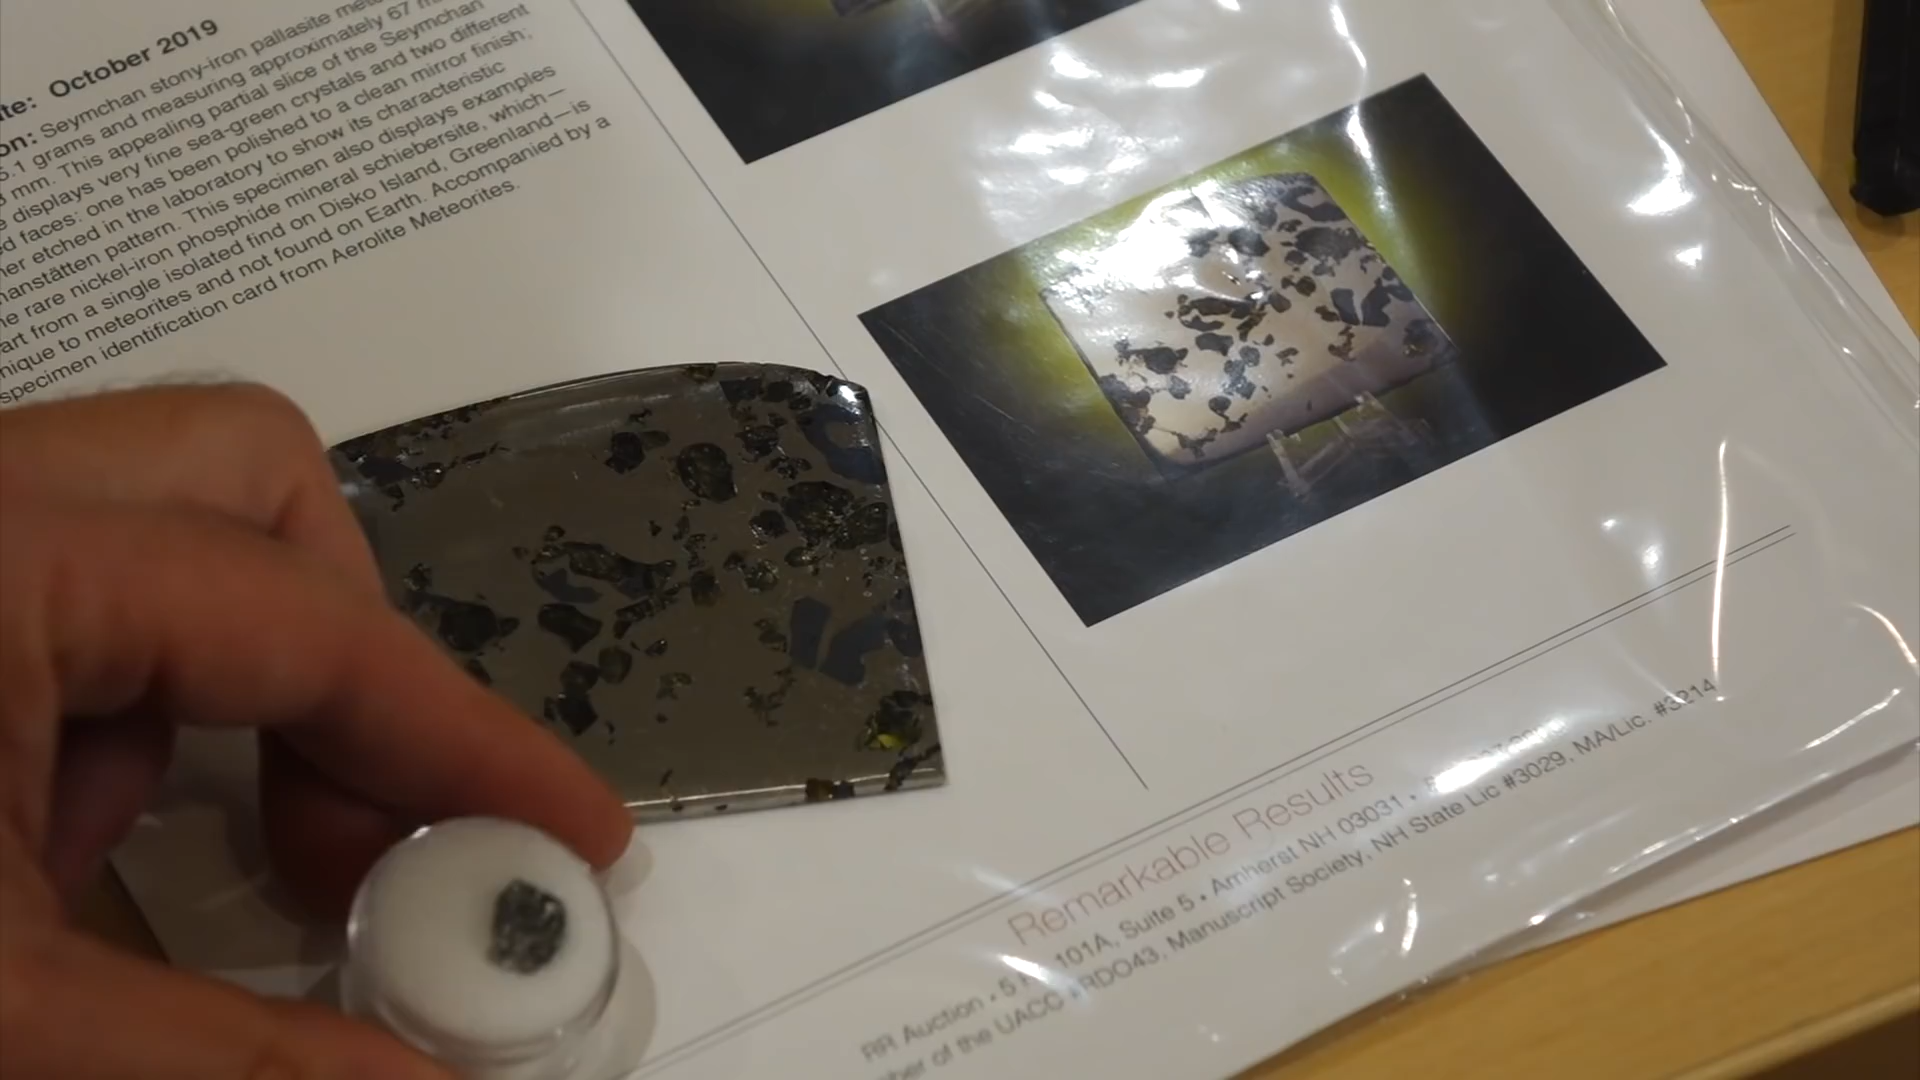 te: October 2019
on: Seymchan stony-iron pallasite
5.1 grams and measuring approximately 67
mm. This appealing partial slice of the Seymchan
displays very fine sea-green crystals and two different
ed faces: one has been polished to a clean mirror finish;
her etched in the laboratory to show its characteristic
manstätten pattern. This specimen also displays examples
he rare nickel-iron phosphide mineral schiebersite, which—
art from a single isolated find on Disko Island, Greenland—is
nique to meteorites and not found on Earth. Accompanied by a
specimen identification card from Aerolite Meteorites.
Remarkable Results
RR Auction • 5 101A, Suite 5 • Amherst NH 03031 •
ber of the UACC #RDO43, Manuscript Society, NH State Lic #3029, MA/Lic. #3214